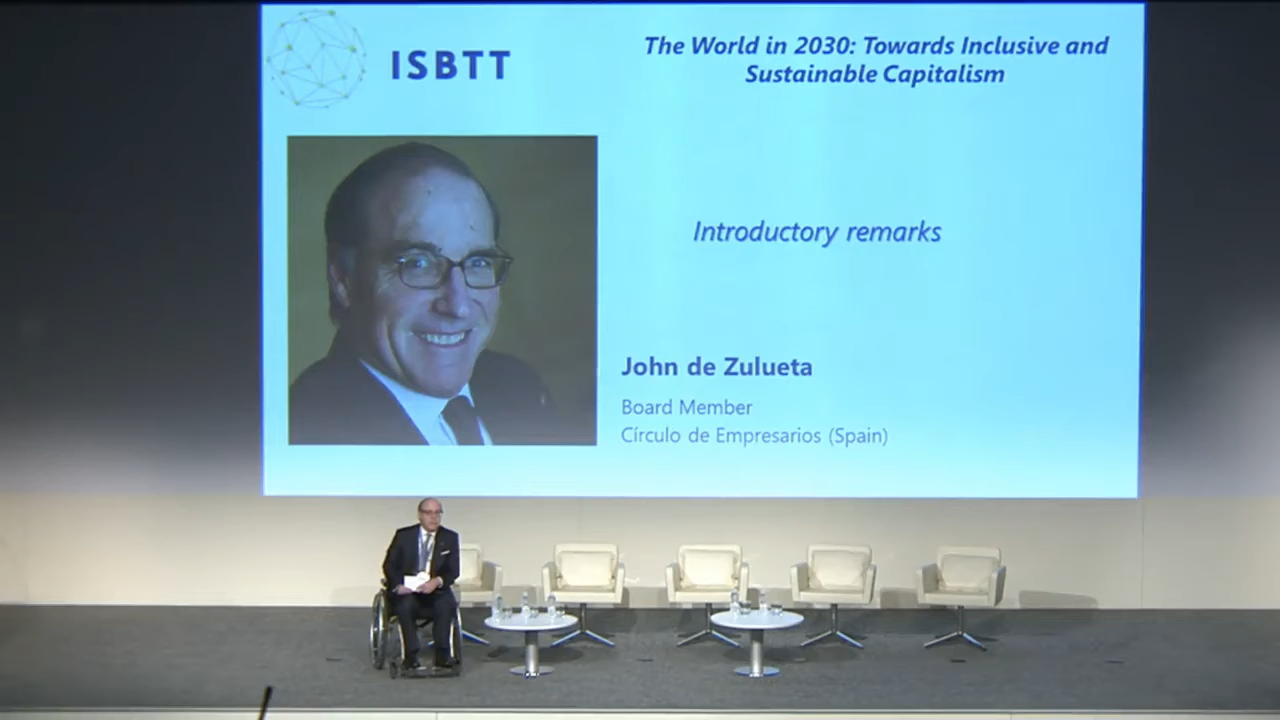 ISBTT
The World in 2030: Towards Inclusive and
Sustainable Capitalism
Introductory remarks
John de Zulueta
Board Member
Círculo de Empresarios (Spain)